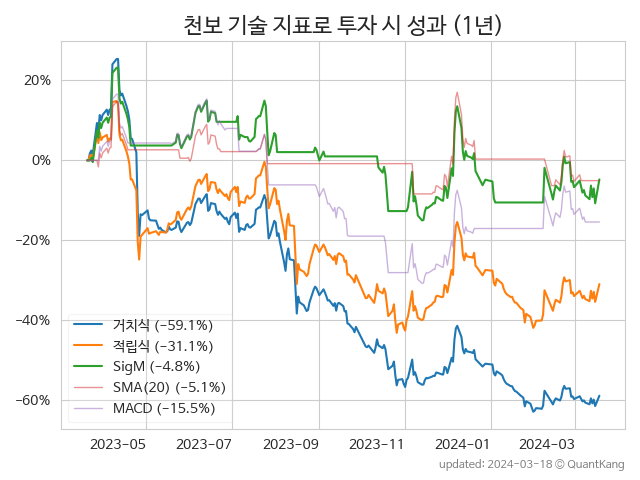 천보 기술 지표로 투자 시 성과 (1년)
20%
0%
−20%
−40%
−60%
거치식 (−59.1%)
적립식 (−31.1%)
SigM (−4.8%)
SMA(20) (−5.1%)
MACD (−15.5%)
2023−05 2023−07 2023−09 2023−11 2024−01 2024−03
updated: 2024−03−18 © QuantKang